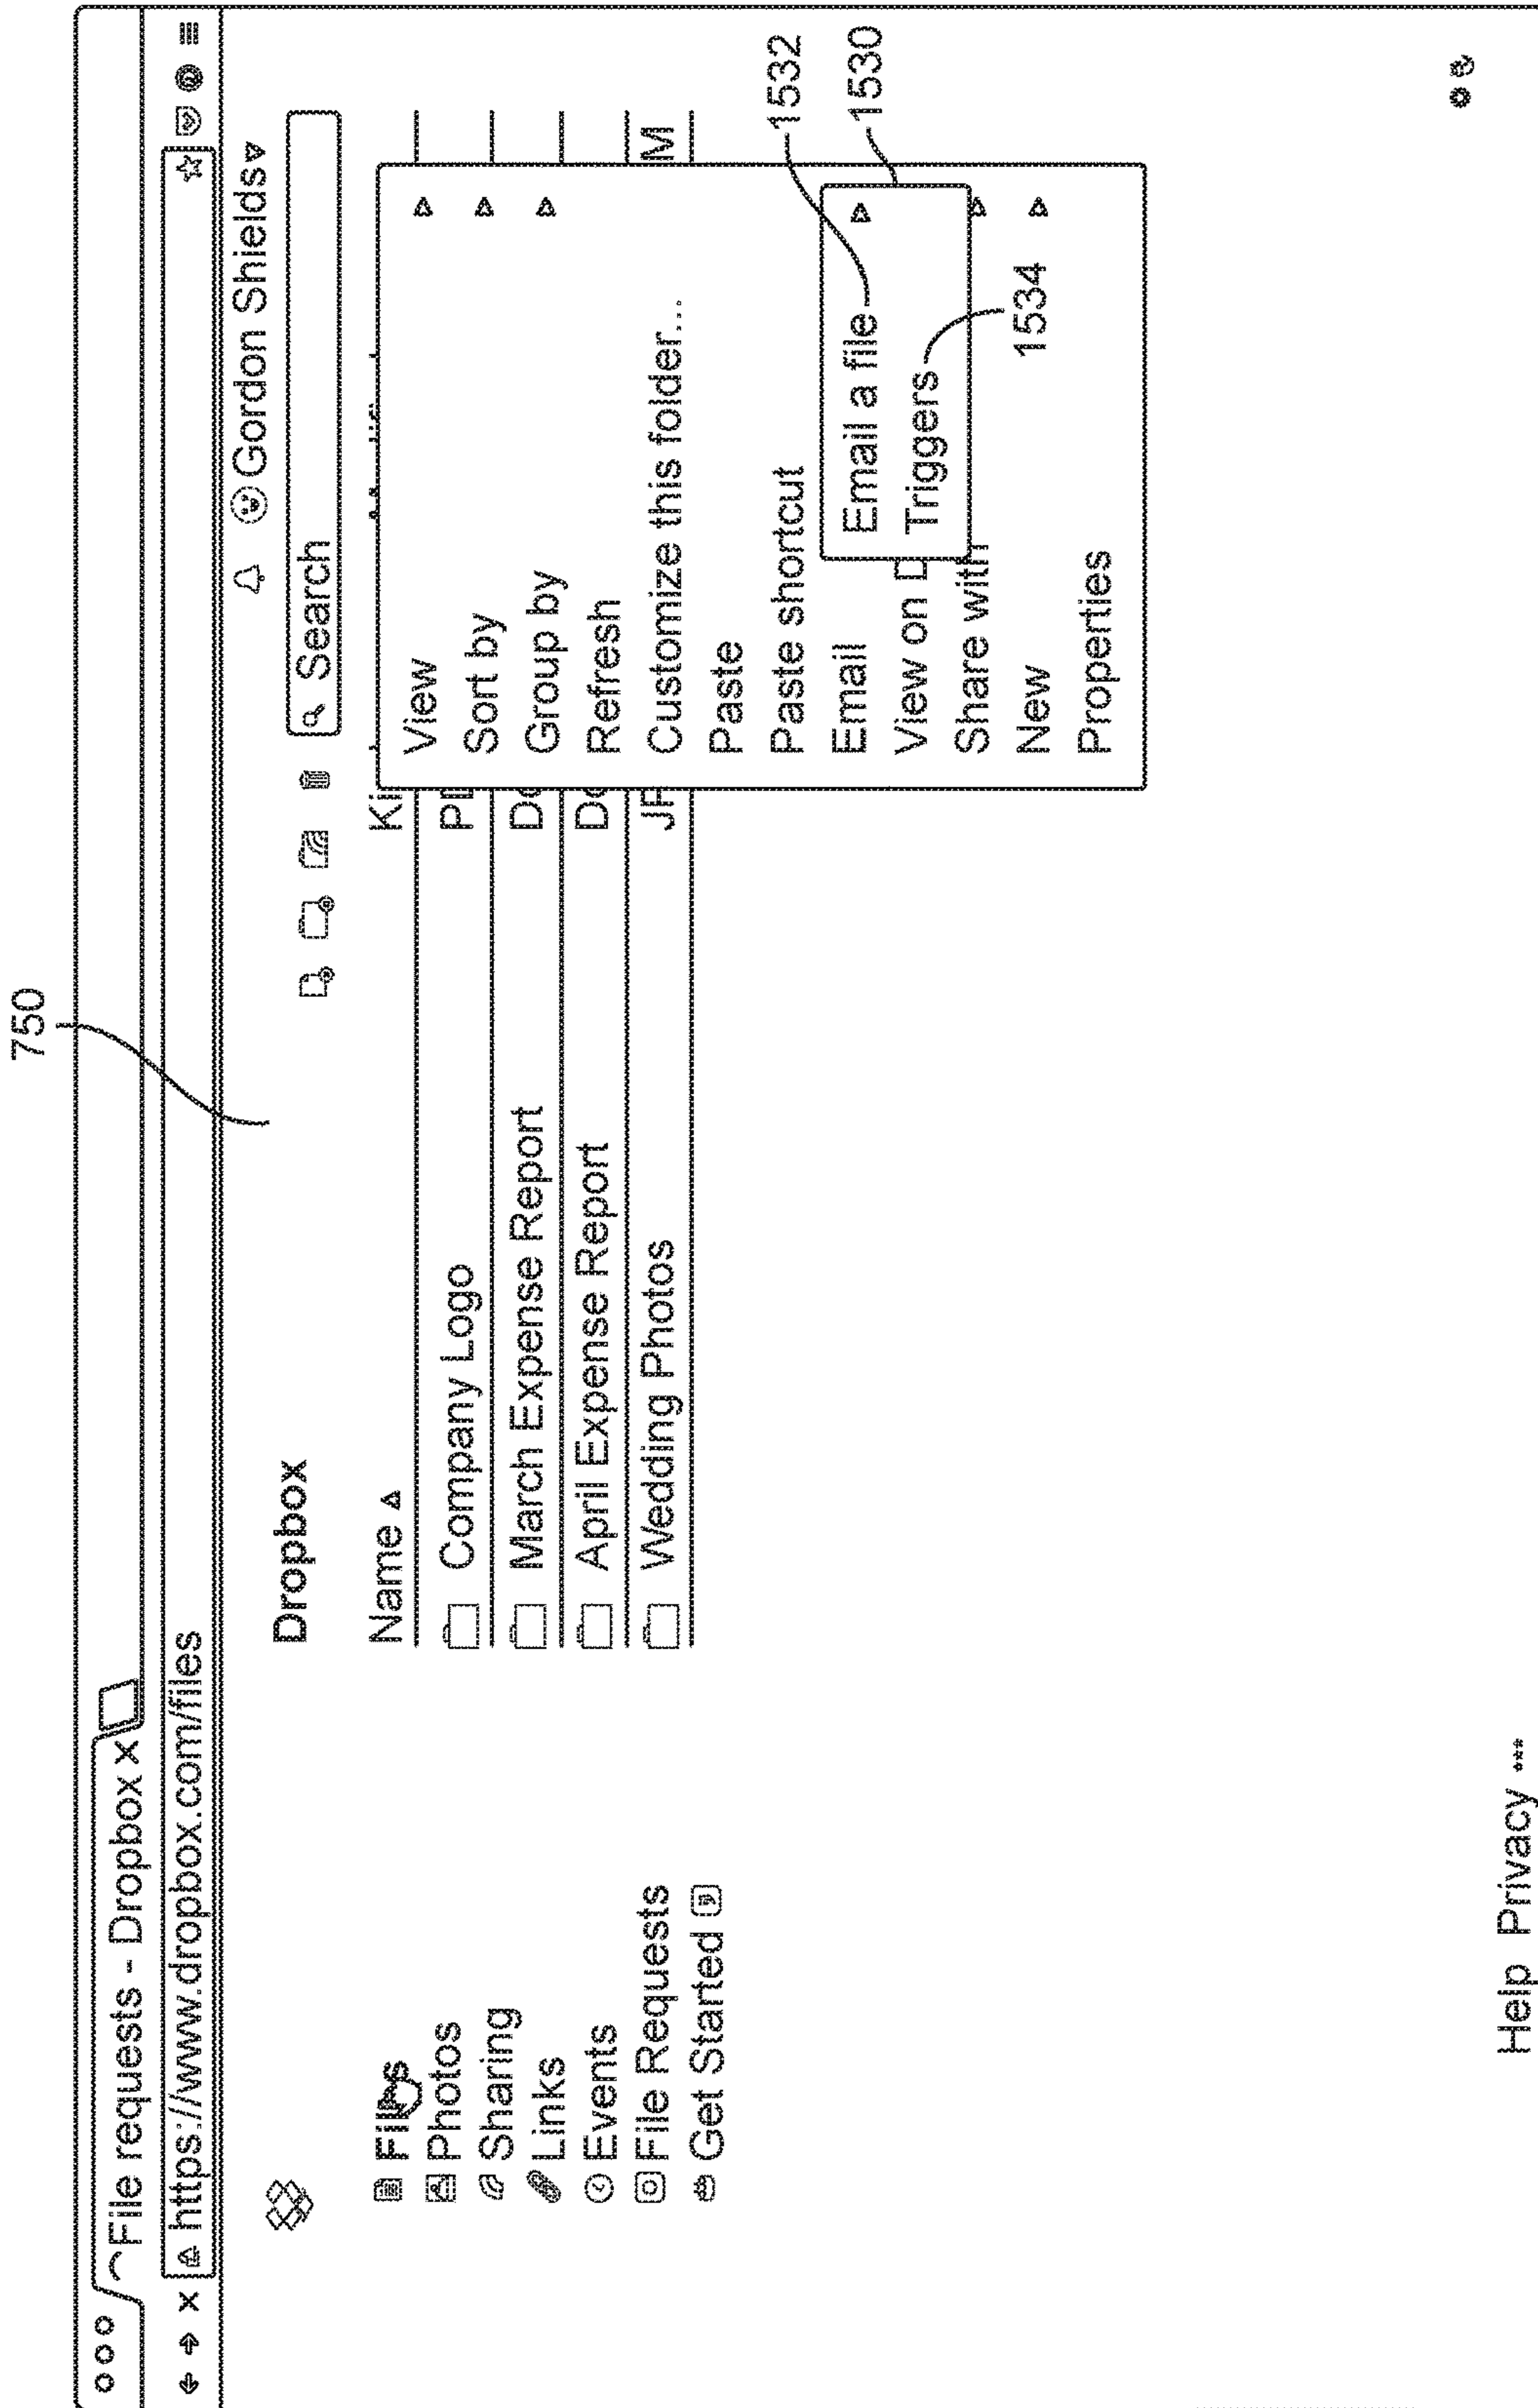 750
File requests - Dropbox x
https://www.dropbox.com/files
Gordon Shields
Dropbox
Search
Files
Photos
Sharing
Links
Events
File Requests
Get Started
Name
Ki
Company Logo
March Expense Report
DO
April Expense Report
DO
Wedding Photos
M
View
Sort by
Group by
Refresh
Customize this folder...
Paste
Paste shortcut
Email
View on D
Share with
New
Properties
Email a file
Triggers
1532
1530
1534
Help Privacy